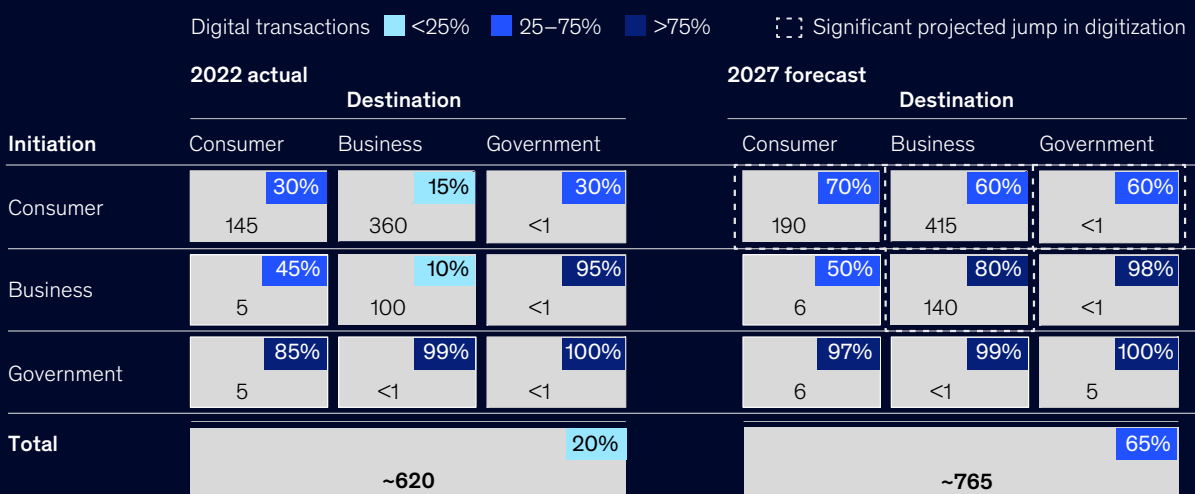 Digital transactions <25% 25–75% >75% Significant projected jump in digitization
2022 actual 2027 forecast
Destination Destination
Initiation Consumer Business Government Consumer Business Government
30% 15% 30% 70% 60% 60%
Consumer
145 360 <1 190 415 <1
45% 10% 95% 50% 80% 98%
Business
5 100 <1 6 140 <1
85% 99% 100% 97% 99% 100%
Government
5 <1 <1 6 <1 5
Total 20% 65%
~620 ~765